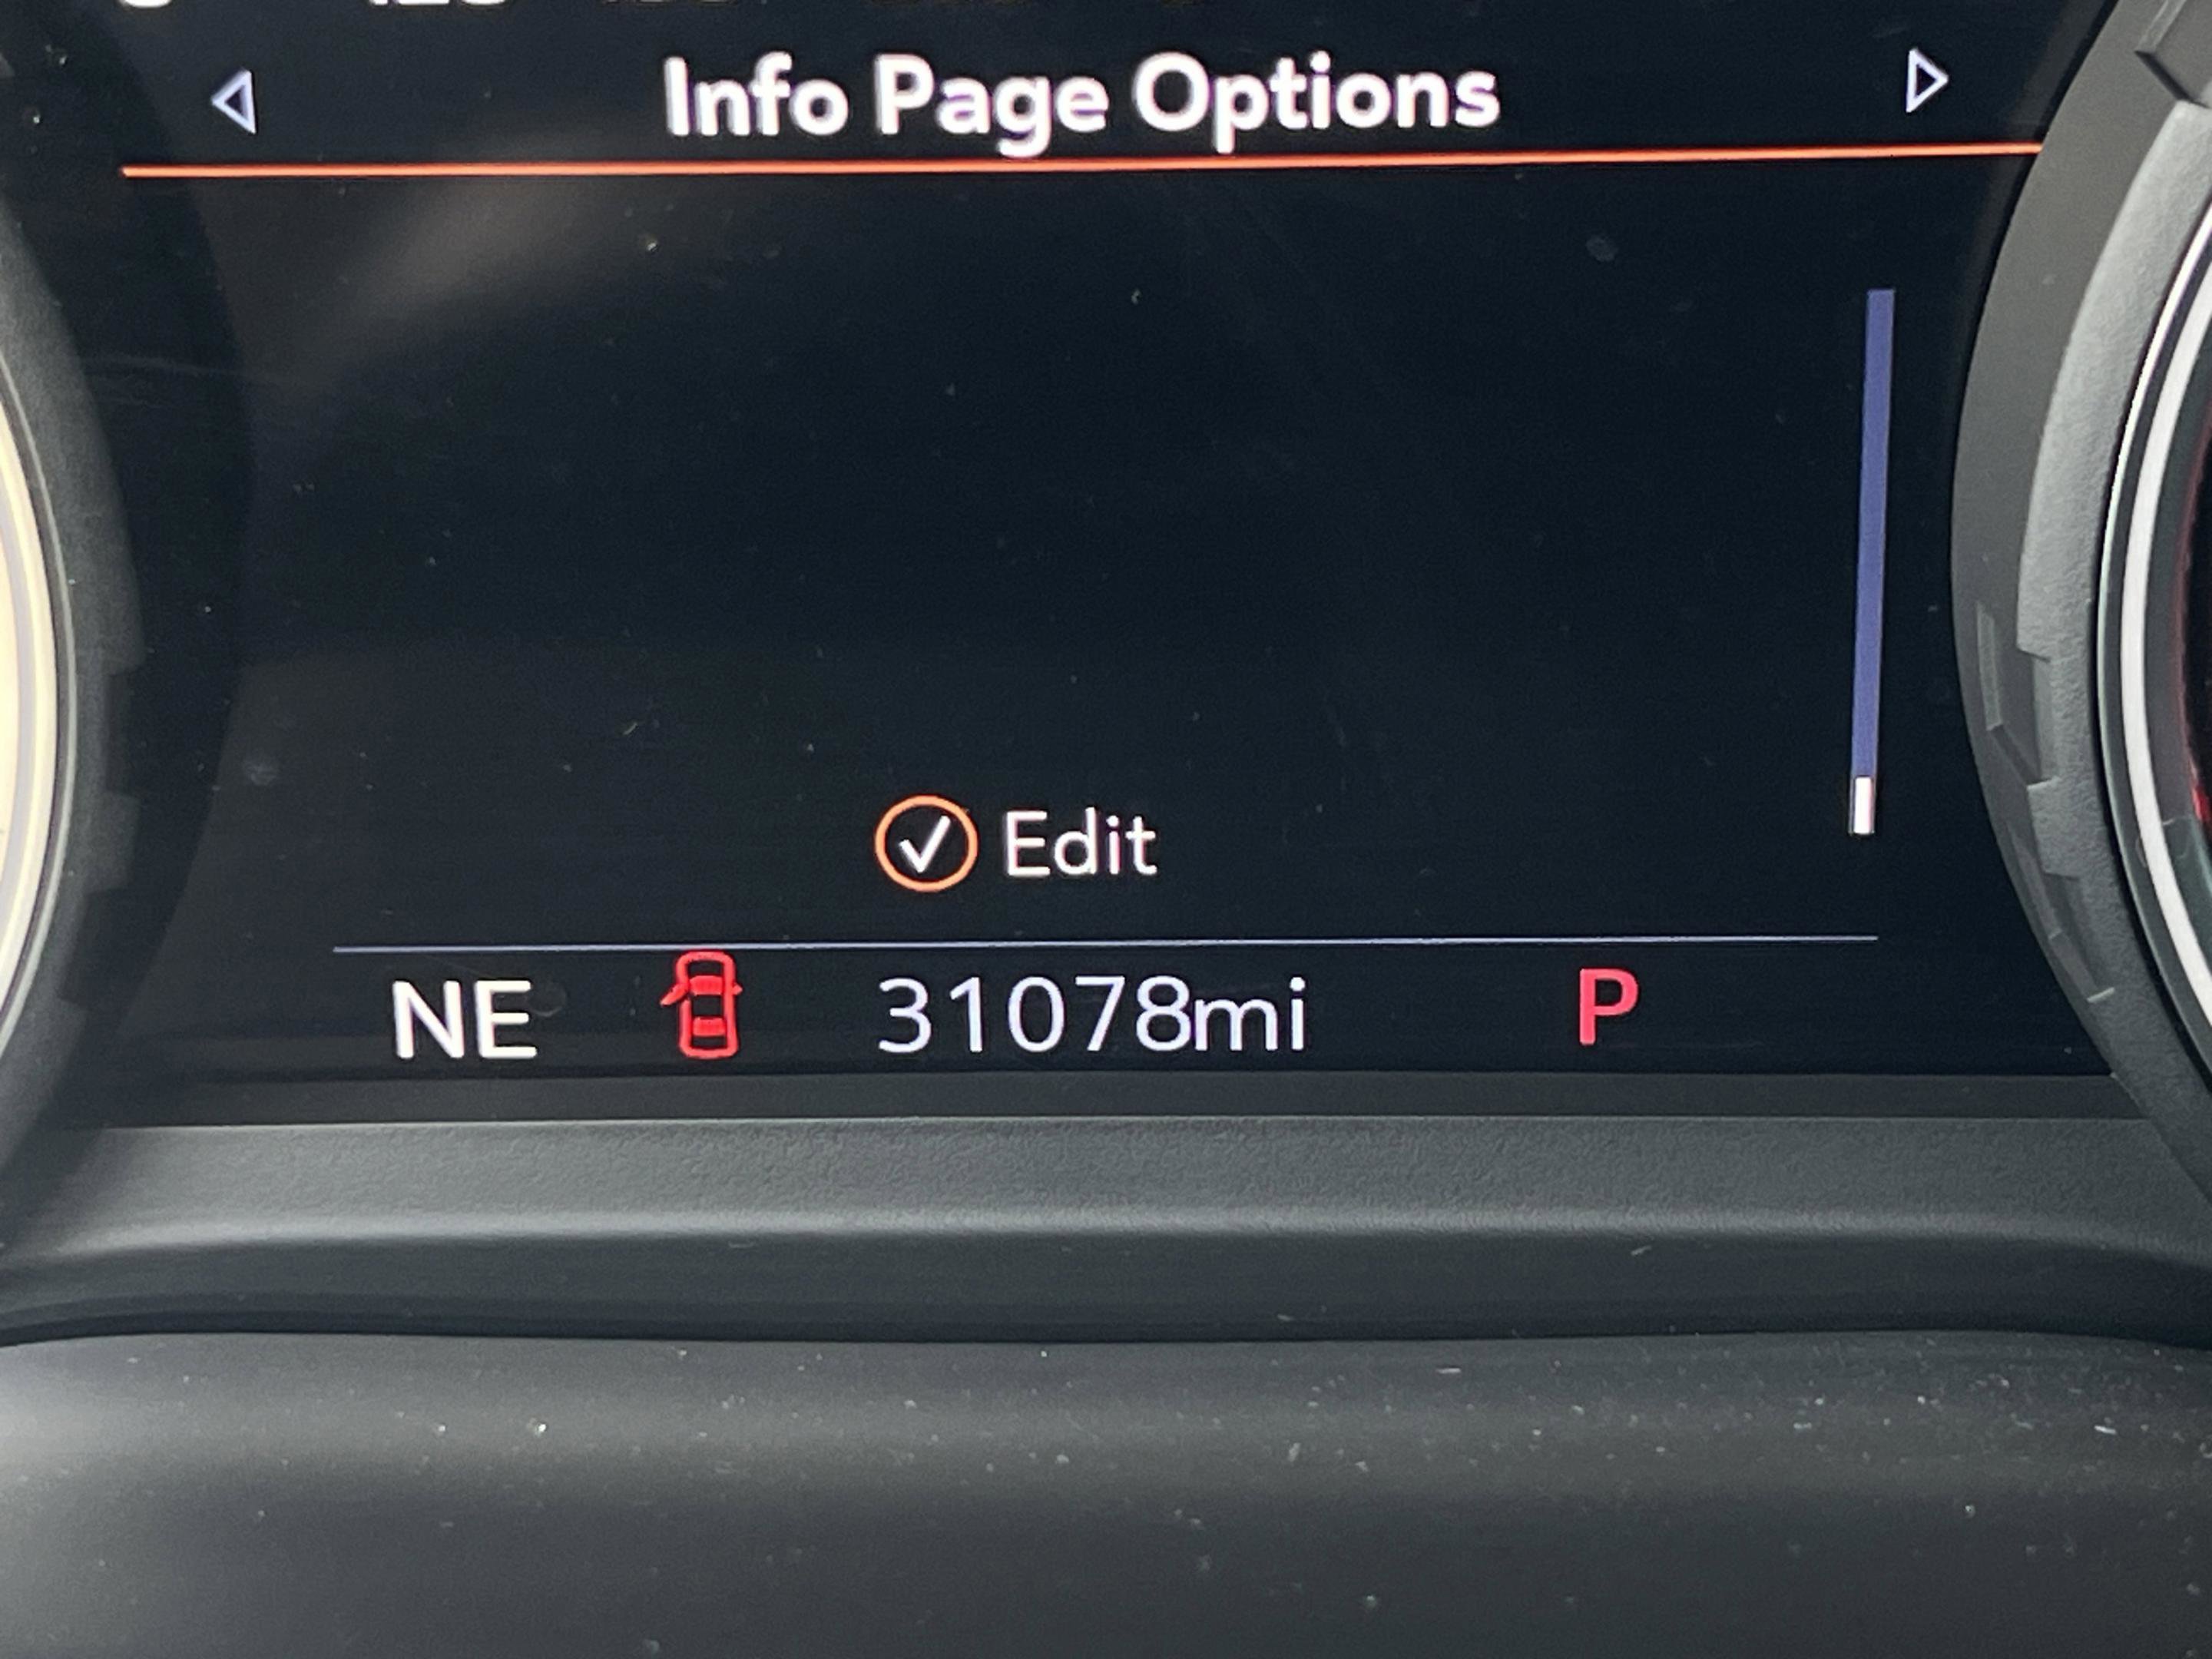 Info Page Options
Edit
NE 31078mi P